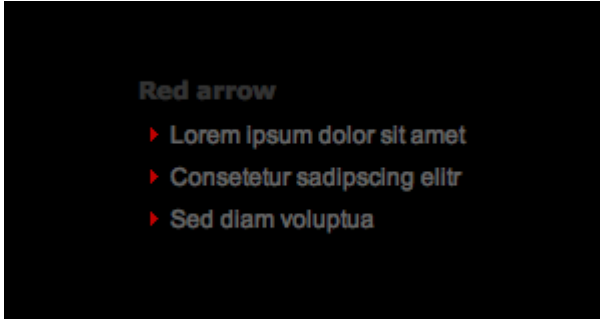 Red arrow
Lorem ipsum dolor sit amet
Consetetur sadipscing elitr
Sed diam voluptua